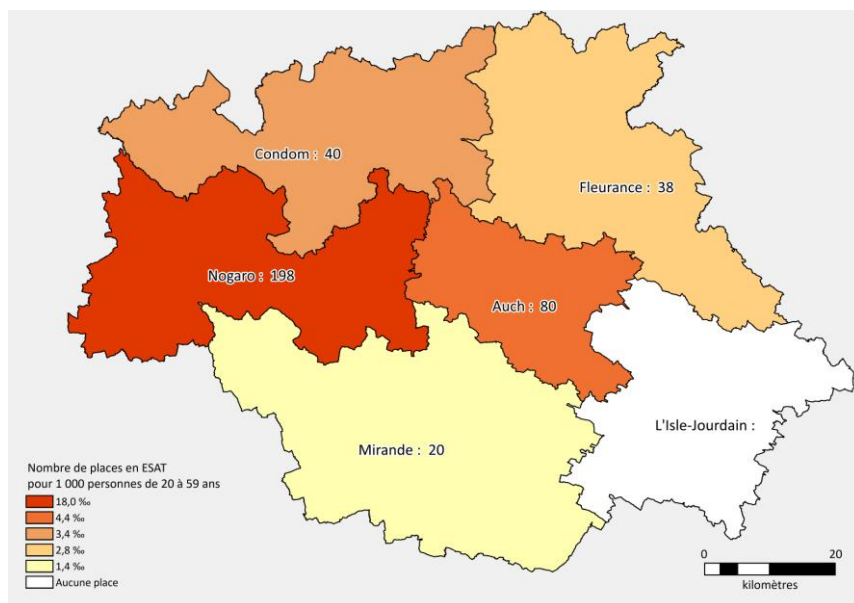 Condom : 40
Fleurance : 38
Nogaro : 198
Auch : 80
L'Isle-Jourdain :
Mirande : 20
Nombre de places en ESAT
pour 1 000 personnes de 20 à 59 ans
18,0 ‰
4,4 ‰
3,4 ‰
2,8 ‰
1,4 ‰
Aucune place
0 20
kilomètres